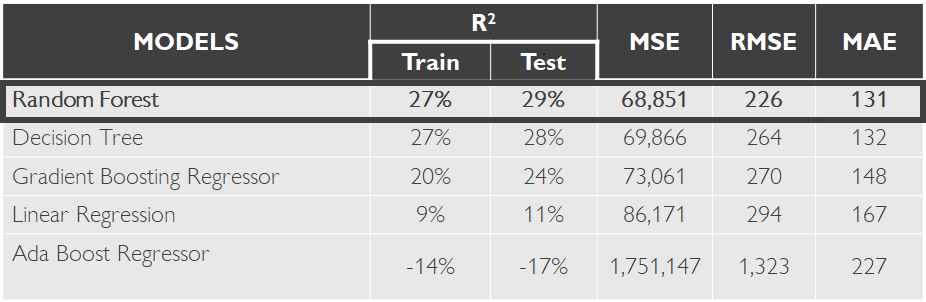 MODELS R² MSE RMSE MAE
Train Test
Random Forest 27% 29% 68,851 226 131
Decision Tree 27% 28% 69,866 264 132
Gradient Boosting Regressor 20% 24% 73,061 270 148
Linear Regression 9% 11% 86,171 294 167
Ada Boost Regressor -14% -17% 1,751,147 1,323 227